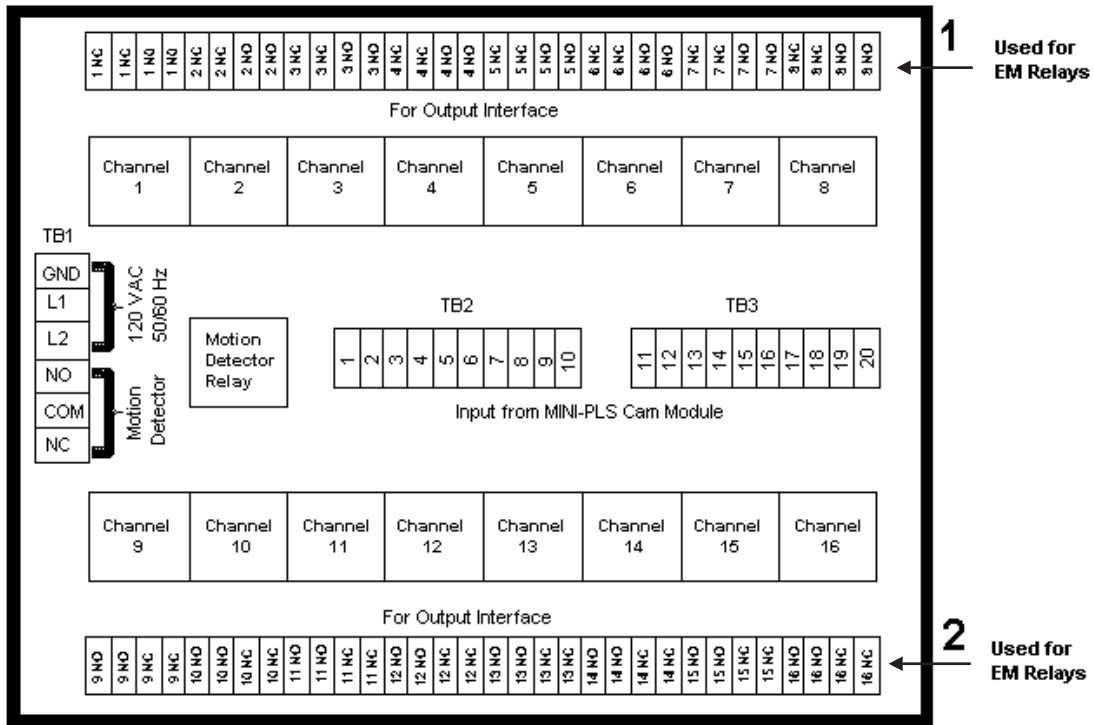 1 NC 1 NC 1 NO 1 NO 2 NC 2 NC 2 NO 2 NO 3 NC 3 NC 3 NO 3 NO 4 NC 4 NC 4 NO 4 NO 5 NC 5 NC 5 NO 5 NO 6 NC 6 NC 6 NO 6 NO 7 NC 7 NC 7 NO 7 NO 8 NC 8 NC 8 NO 8 NO
1
Used for
EM Relays
For Output Interface
Channel
1
Channel
2
Channel
3
Channel
4
Channel
5
Channel
6
Channel
7
Channel
8
TB1
GND
L1
L2
NO
COM
NC
120 VAC
50/60 Hz
Motion
Detector
Motion
Detector
Relay
TB2
1 2 3 4 5 6 7 8 9 10
TB3
11 12 13 14 15 16 17 18 19 20
Input from MINI-PLS Cam Module
Channel
9
Channel
10
Channel
11
Channel
12
Channel
13
Channel
14
Channel
15
Channel
16
For Output Interface
9 NO 9 NO 9 NC 9 NC 10 NO 10 NO 10 NC 10 NC 11 NO 11 NO 11 NC 11 NC 12 NO 12 NO 12 NC 12 NC 13 NO 13 NO 13 NC 13 NC 14 NO 14 NO 14 NC 14 NC 15 NO 15 NO 15 NC 15 NC 16 NO 16 NO 16 NC 16 NC
2
Used for
EM Relays